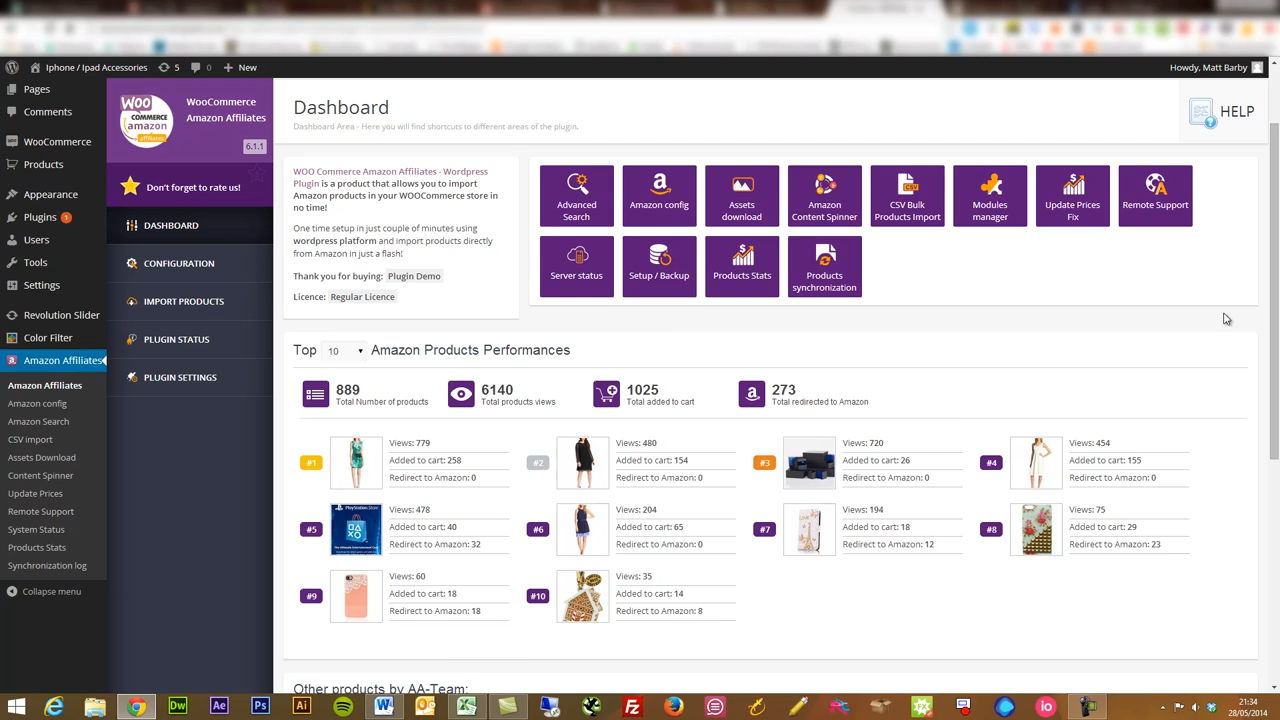 Iphone / Ipad Accessories
5
0
New
Howdy, Matt Barby
Pages
Comments
WooCommerce
Products
Appearance
Plugins 1
Users
Tools
Settings
Revolution Slider
Color Filter
Amazon Affiliates
Amazon Affiliates
Amazon config
Amazon Search
CSV import
Assets Download
Content Spinner
Update Prices
Remote Support
System Status
Products Stats
Synchronization log
Collapse menu
WOO
COMMERCE
amazon
affiliates
WooCommerce
Amazon Affiliates
6.1.1
Don't forget to rate us!
DASHBOARD
CONFIGURATION
IMPORT PRODUCTS
PLUGIN STATUS
PLUGIN SETTINGS
Dashboard
Dashboard Area - Here you will find shortcuts to different areas of the plugin.
HELP
WOO Commerce Amazon Affiliates - Wordpress
Plugin is a product that allows you to import
Amazon products in your WOOCommerce store in
no time!
One time setup in just couple of minutes using
wordpress platform and import products directly
from Amazon in just a flash!
Thank you for buying: Plugin Demo
Licence: Regular Licence
Advanced
Search
Amazon config
Assets
download
Amazon
Content Spinner
CSV Bulk
Products Import
Modules
manager
Update Prices
Fix
Remote Support
Server status
Setup / Backup
Products Stats
Products
synchronization
Top 10 Amazon Products Performances
889
Total Number of products
6140
Total products views
1025
Total added to cart
273
Total redirected to Amazon
#1
Views: 779
Added to cart: 258
Redirect to Amazon: 0
#2
Views: 480
Added to cart: 154
Redirect to Amazon: 0
#3
Views: 720
Added to cart: 26
Redirect to Amazon: 0
#4
Views: 454
Added to cart: 155
Redirect to Amazon: 0
#5
PlayStation Store
Views: 478
Added to cart: 40
Redirect to Amazon: 32
#6
Views: 204
Added to cart: 65
Redirect to Amazon: 0
#7
Views: 194
Added to cart: 18
Redirect to Amazon: 12
#8
Views: 75
Added to cart: 29
Redirect to Amazon: 23
#9
Views: 60
Added to cart: 18
Redirect to Amazon: 18
#10
Views: 35
Added to cart: 14
Redirect to Amazon: 8
Other products by AA-Team:
Dw
Ae
Ps
Ai
Fz
io
21:34
28/05/2014